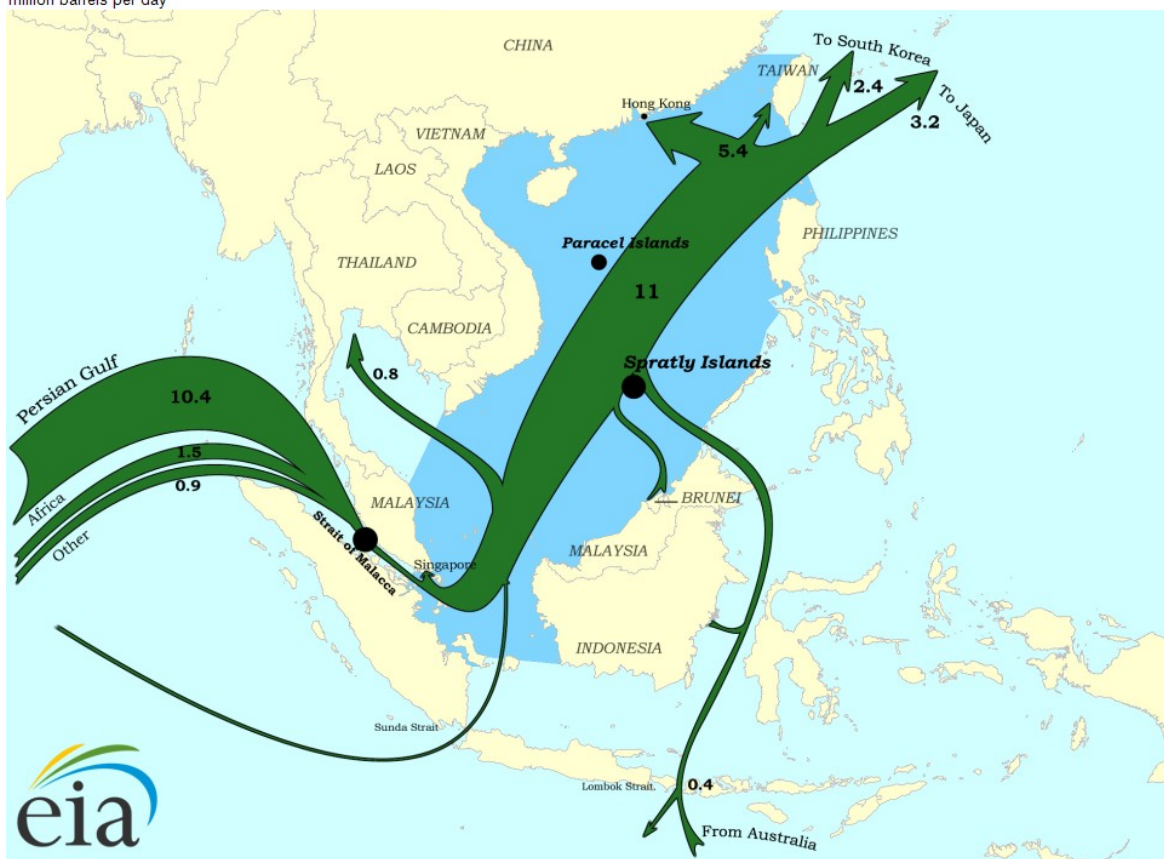 million barrels per day
To South Korea
CHINA
TAIWAN
2.4
To Japan
Hong Kong
3.2
VIETNAM
5.4
LAOS
Paracel Islands
PHILIPPINES
THAILAND
11
CAMBODIA
Spratly Islands
Persian Gulf
0.8
10.4
1.5
0.9
Africa
MALAYSIA
BRUNEI
Other
Strait of Malacca
MALAYSIA
Singapore
INDONESIA
Sunda Strait
Lombok Strait.
0.4
From Australia
eia